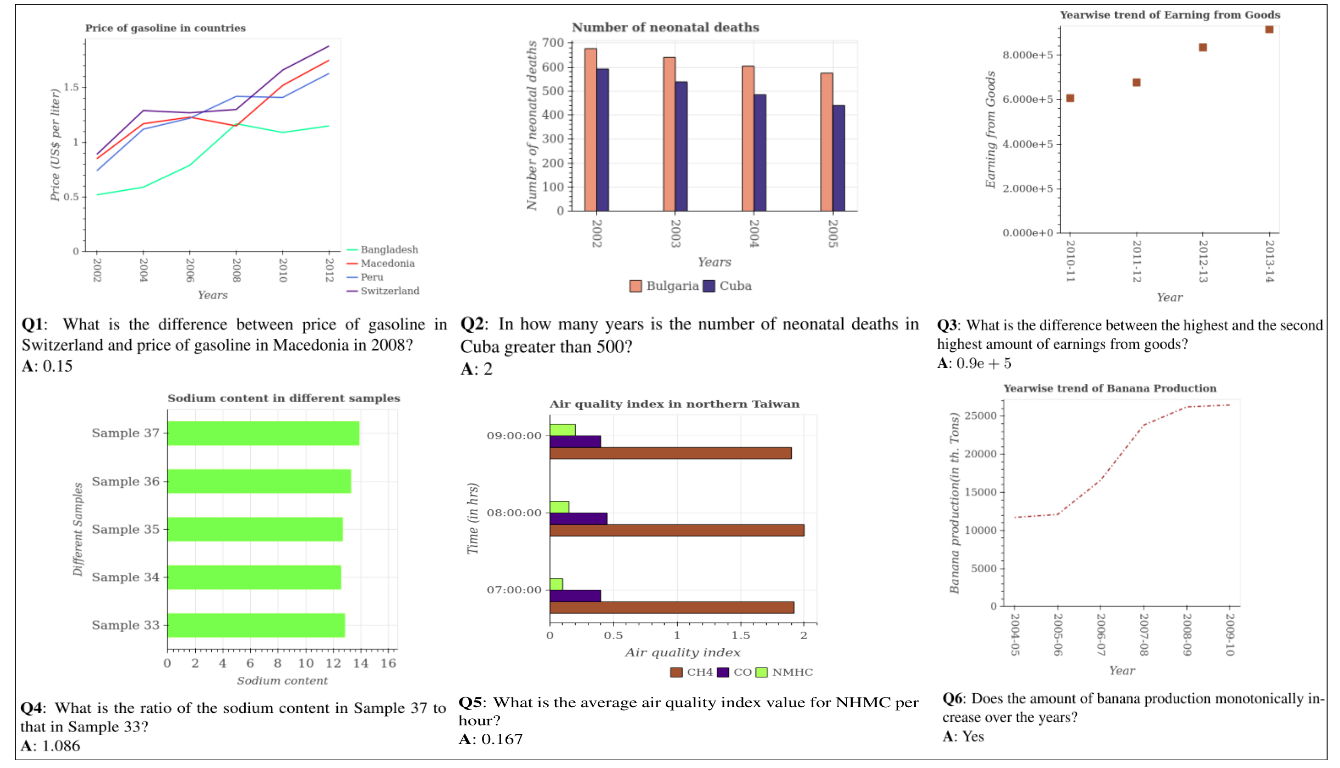 Price of gasoline in countries
Price (US$ per liter)
1.5
1
0.5
0
2002
2004
2006
2008
2010
2012
Years
Bangladesh
Macedonia
Peru
Switzerland
Q1: What is the difference between price of gasoline in
Switzerland and price of gasoline in Macedonia in 2008?
A: 0.15
Number of neonatal deaths
Number of neonatal deaths
700
600
500
400
300
200
100
0
2002
2003
2004
2005
Years
Bulgaria
Cuba
Q2: In how many years is the number of neonatal deaths in
Cuba greater than 500?
A: 2
Yearwise trend of Earning from Goods
Earning from Goods
8.000e+5
6.000e+5
4.000e+5
2.000e+5
0.000e+0
2010-11
2011-12
2012-13
2013-14
Year
Q3: What is the difference between the highest and the second
highest amount of earnings from goods?
A: 0.9e + 5
Sodium content in different samples
Different Samples
Sample 37
Sample 36
Sample 35
Sample 34
Sample 33
0 2 4 6 8 10 12 14 16
Sodium content
Q4: What is the ratio of the sodium content in Sample 37 to
that in Sample 33?
A: 1.086
Air quality index in northern Taiwan
Time (in hrs)
09:00:00
08:00:00
07:00:00
0 0.5 1 1.5 2
Air quality index
CH4 CO NMHC
Q5: What is the average air quality index value for NHMC per
hour?
A: 0.167
Yearwise trend of Banana Production
Banana production(in th. Tons)
25000
20000
15000
10000
5000
0
2004-05
2005-06
2006-07
2007-08
2008-09
2009-10
Year
Q6: Does the amount of banana production monotonically in-
crease over the years?
A: Yes